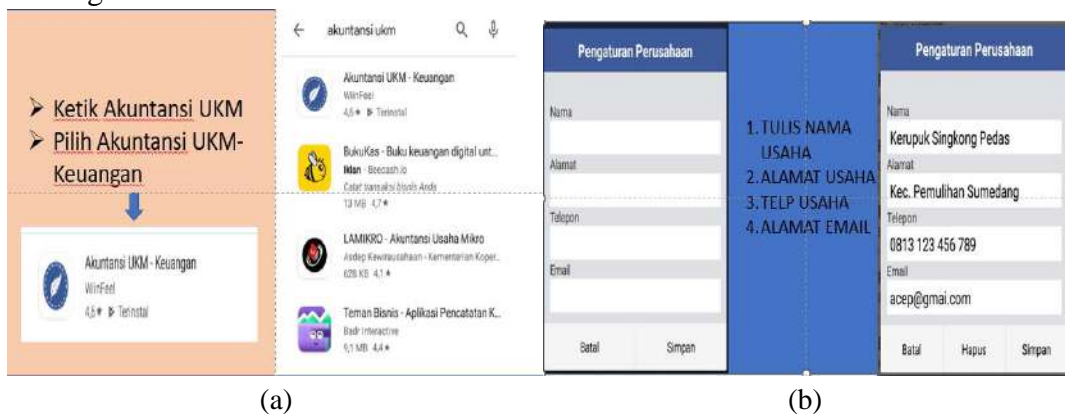 ➢ Ketik Akuntansi UKM
➢ Pilih Akuntansi UKM-
Keuangan
Akuntansi UKM - Keuangan
WiinFeel
4,6★ Terinstal
← akuntansi ukm
Akuntansi UKM - Keuangan
WiinFeel
4,6★ Terinstal
BukuKas - Buku keuangan digital unt...
Iklan · Beecash.io
Catat transaksi bisnis Anda
13 MB 4,7★
LAMIKRO - Akuntansi Usaha Mikro
Asdep Kewirausahaan - Kementerian Koper...
628 KB 4,1★
Teman Bisnis - Aplikasi Pencatatan K...
Badr Interactive
9,1 MB 4,4★
(a)
Pengaturan Perusahaan
Nama
Alamat
Telepon
Email
Batal Simpan
1. TULIS NAMA
USAHA
2. ALAMAT USAHA
3. TELP USAHA
4. ALAMAT EMAIL
Pengaturan Perusahaan
Nama
Kerupuk Singkong Pedas
Alamat
Kec. Pemulihan Sumedang
Telepon
0813 123 456 789
Email
acep@gmai.com
Batal Hapus Simpan
(b)